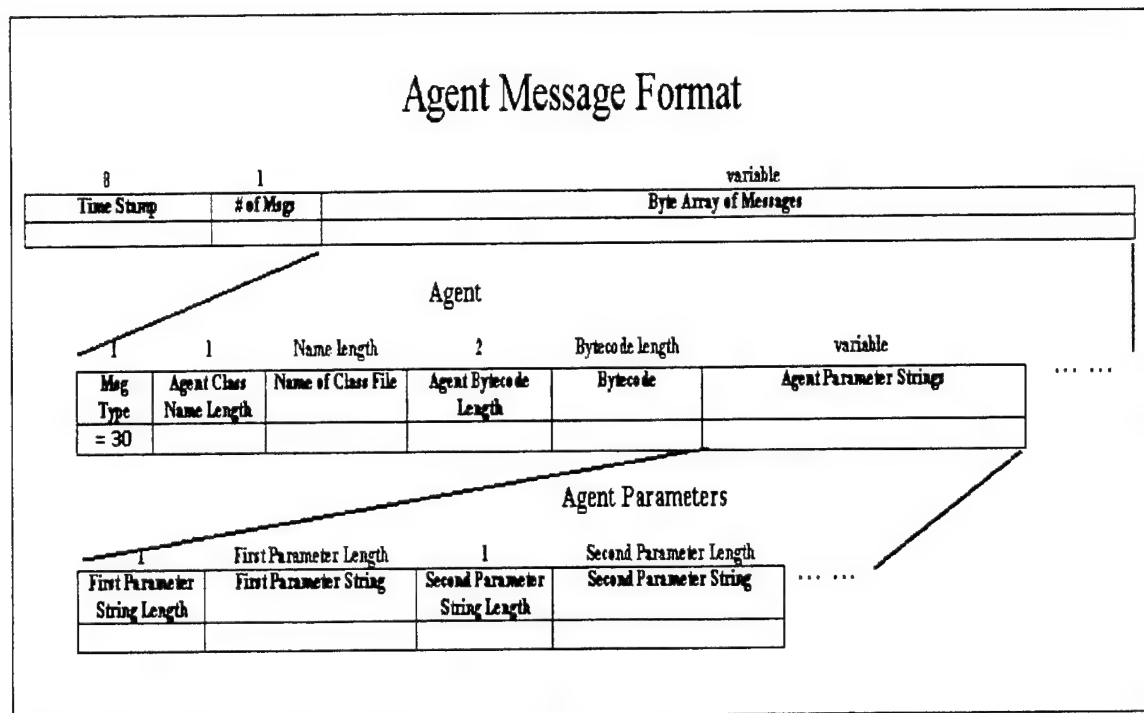 Agent Message Format
8 1 variable
Time Stamp # of Msgs Byte Array of Messages
Agent
1 1 Name length 2 Bytecode length variable
Msg Agent Class Name of Class File Agent Bytecode Bytecode Agent Parameter Strings ... ...
Type Name Length Length
= 30
Agent Parameters
1 First Parameter Length 1 Second Parameter Length
First Parameter First Parameter String Second Parameter Second Parameter String ... ...
String Length String Length